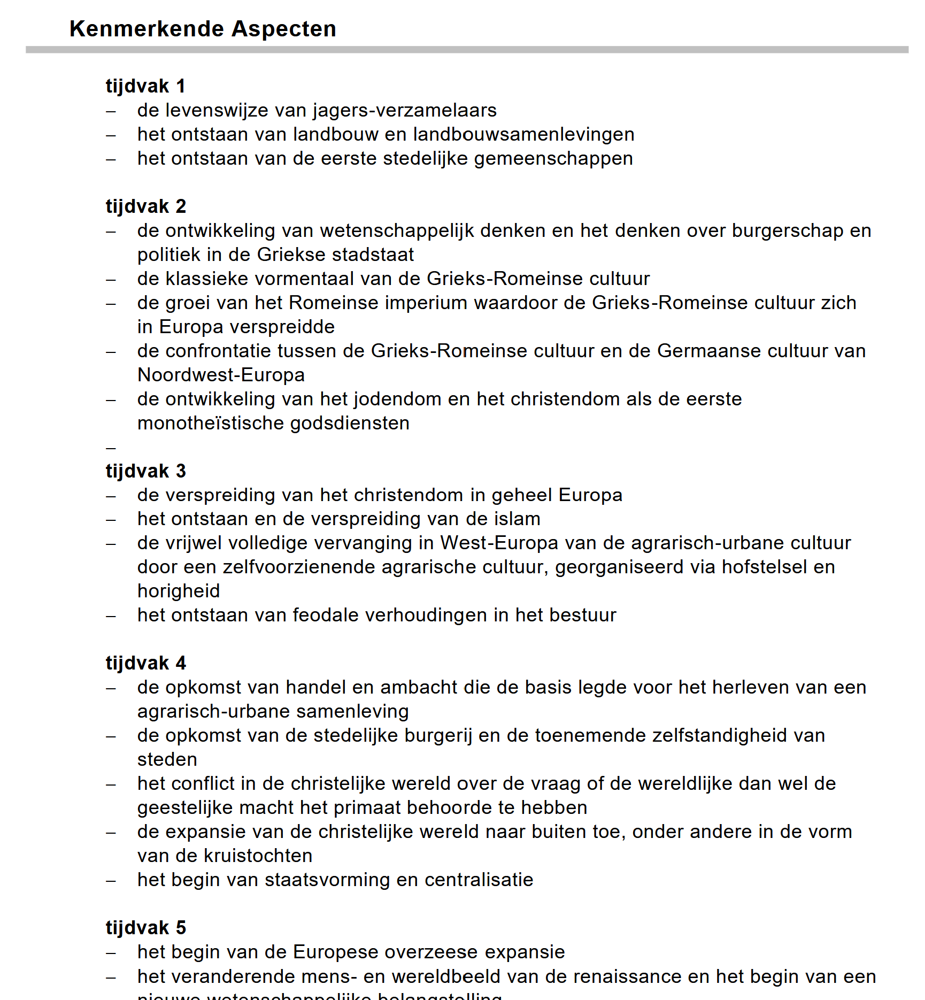 Kenmerkende Aspecten
tijdvak 1
– de levenswijze van jagers-verzamelaars
– het ontstaan van landbouw en landbouwsamenlevingen
– het ontstaan van de eerste stedelijke gemeenschappen
tijdvak 2
– de ontwikkeling van wetenschappelijk denken en het denken over burgerschap en
politiek in de Griekse stadstaat
– de klassieke vormentaal van de Grieks-Romeinse cultuur
– de groei van het Romeinse imperium waardoor de Grieks-Romeinse cultuur zich
in Europa verspreidde
– de confrontatie tussen de Grieks-Romeinse cultuur en de Germaanse cultuur van
Noordwest-Europa
– de ontwikkeling van het jodendom en het christendom als de eerste
monotheïstische godsdiensten
–
tijdvak 3
– de verspreiding van het christendom in geheel Europa
– het ontstaan en de verspreiding van de islam
– de vrijwel volledige vervanging in West-Europa van de agrarisch-urbane cultuur
door een zelfvoorzienende agrarische cultuur, georganiseerd via hofstelsel en
horigheid
– het ontstaan van feodale verhoudingen in het bestuur
tijdvak 4
– de opkomst van handel en ambacht die de basis legde voor het herleven van een
agrarisch-urbane samenleving
– de opkomst van de stedelijke burgerij en de toenemende zelfstandigheid van
steden
– het conflict in de christelijke wereld over de vraag of de wereldlijke dan wel de
geestelijke macht het primaat behoorde te hebben
– de expansie van de christelijke wereld naar buiten toe, onder andere in de vorm
van de kruistochten
– het begin van staatsvorming en centralisatie
tijdvak 5
– het begin van de Europese overzeese expansie
– het veranderende mens- en wereldbeeld van de renaissance en het begin van een
nieuwe wetenschappelijke belangstelling